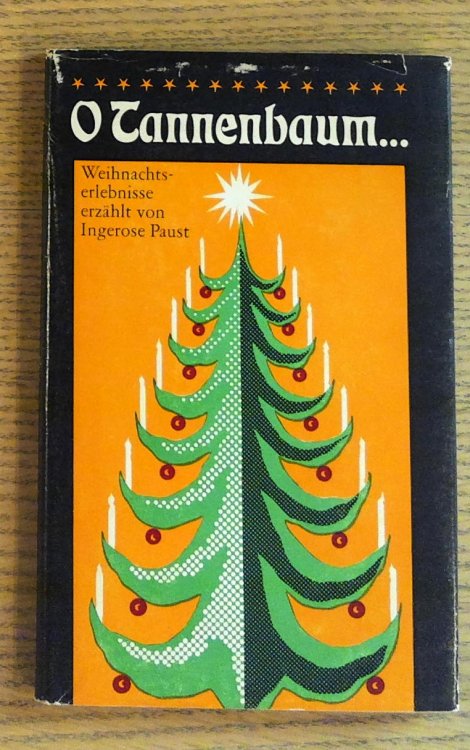 O Tannenbaum...
Weihnachts-
erlebnisse
erzählt von
Ingerose Paust